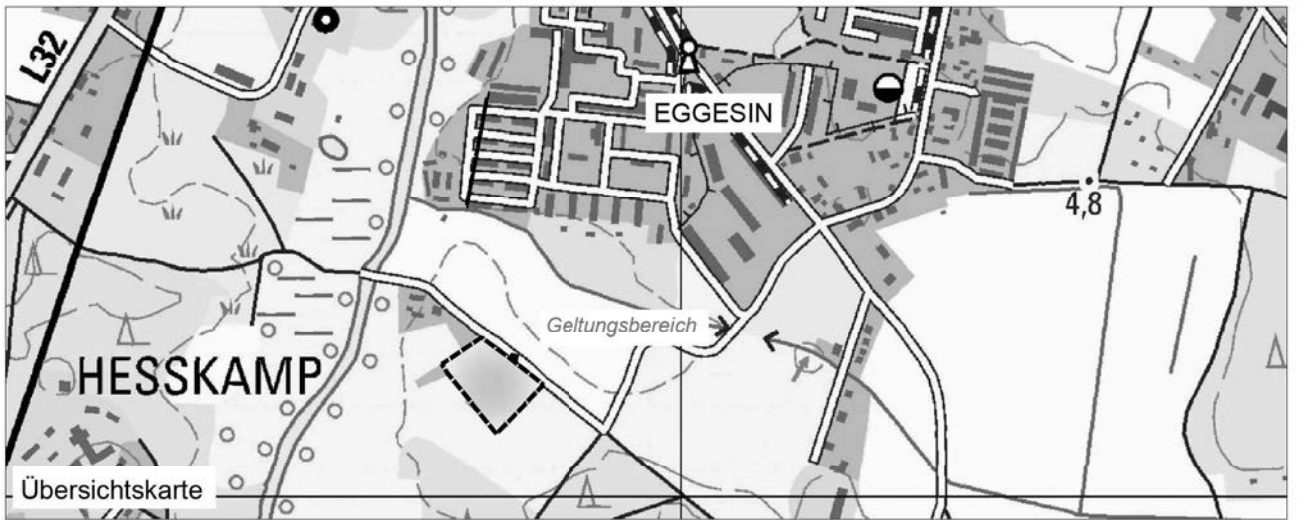 L32
EGGESIN
4,8
Geltungsbereich
HESSKAMP
Übersichtskarte